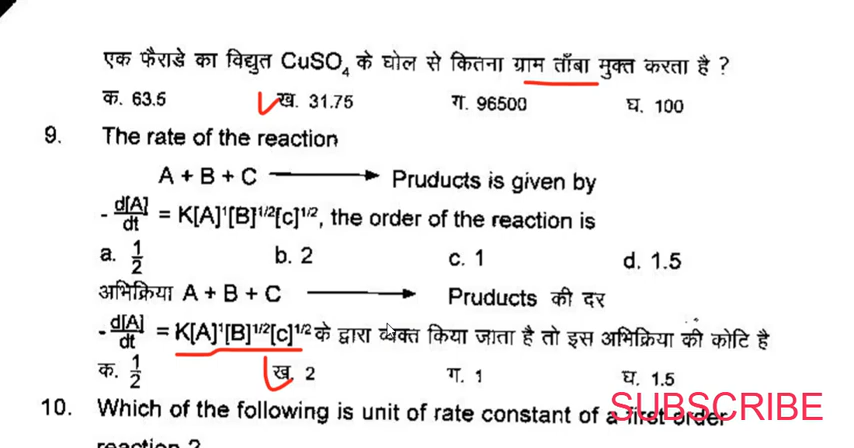 एक फैराडे का विद्युत CuSO₄ के घोल से कितना ग्राम ताँबा मुक्त करता है ?
क. 63.5 ख. 31.75 ग. 96500 घ. 100
9. The rate of the reaction
A + B + C ⟶ Pruducts is given by
- d[A]/dt = K[A]¹[B]¹/²[c]¹/², the order of the reaction is
a. 1/2 b. 2 c. 1 d. 1.5
अभिक्रिया A + B + C ⟶ Pruducts की दर
- d[A]/dt = K[A]¹[B]¹/²[c]¹/² के द्वारा व्यक्त किया जाता है तो इस अभिक्रिया की कोटि है
क. 1/2 ख. 2 ग. 1 घ. 1.5
10. Which of the following is unit of rate constant of a first order
SUBSCRIBE
reaction ?